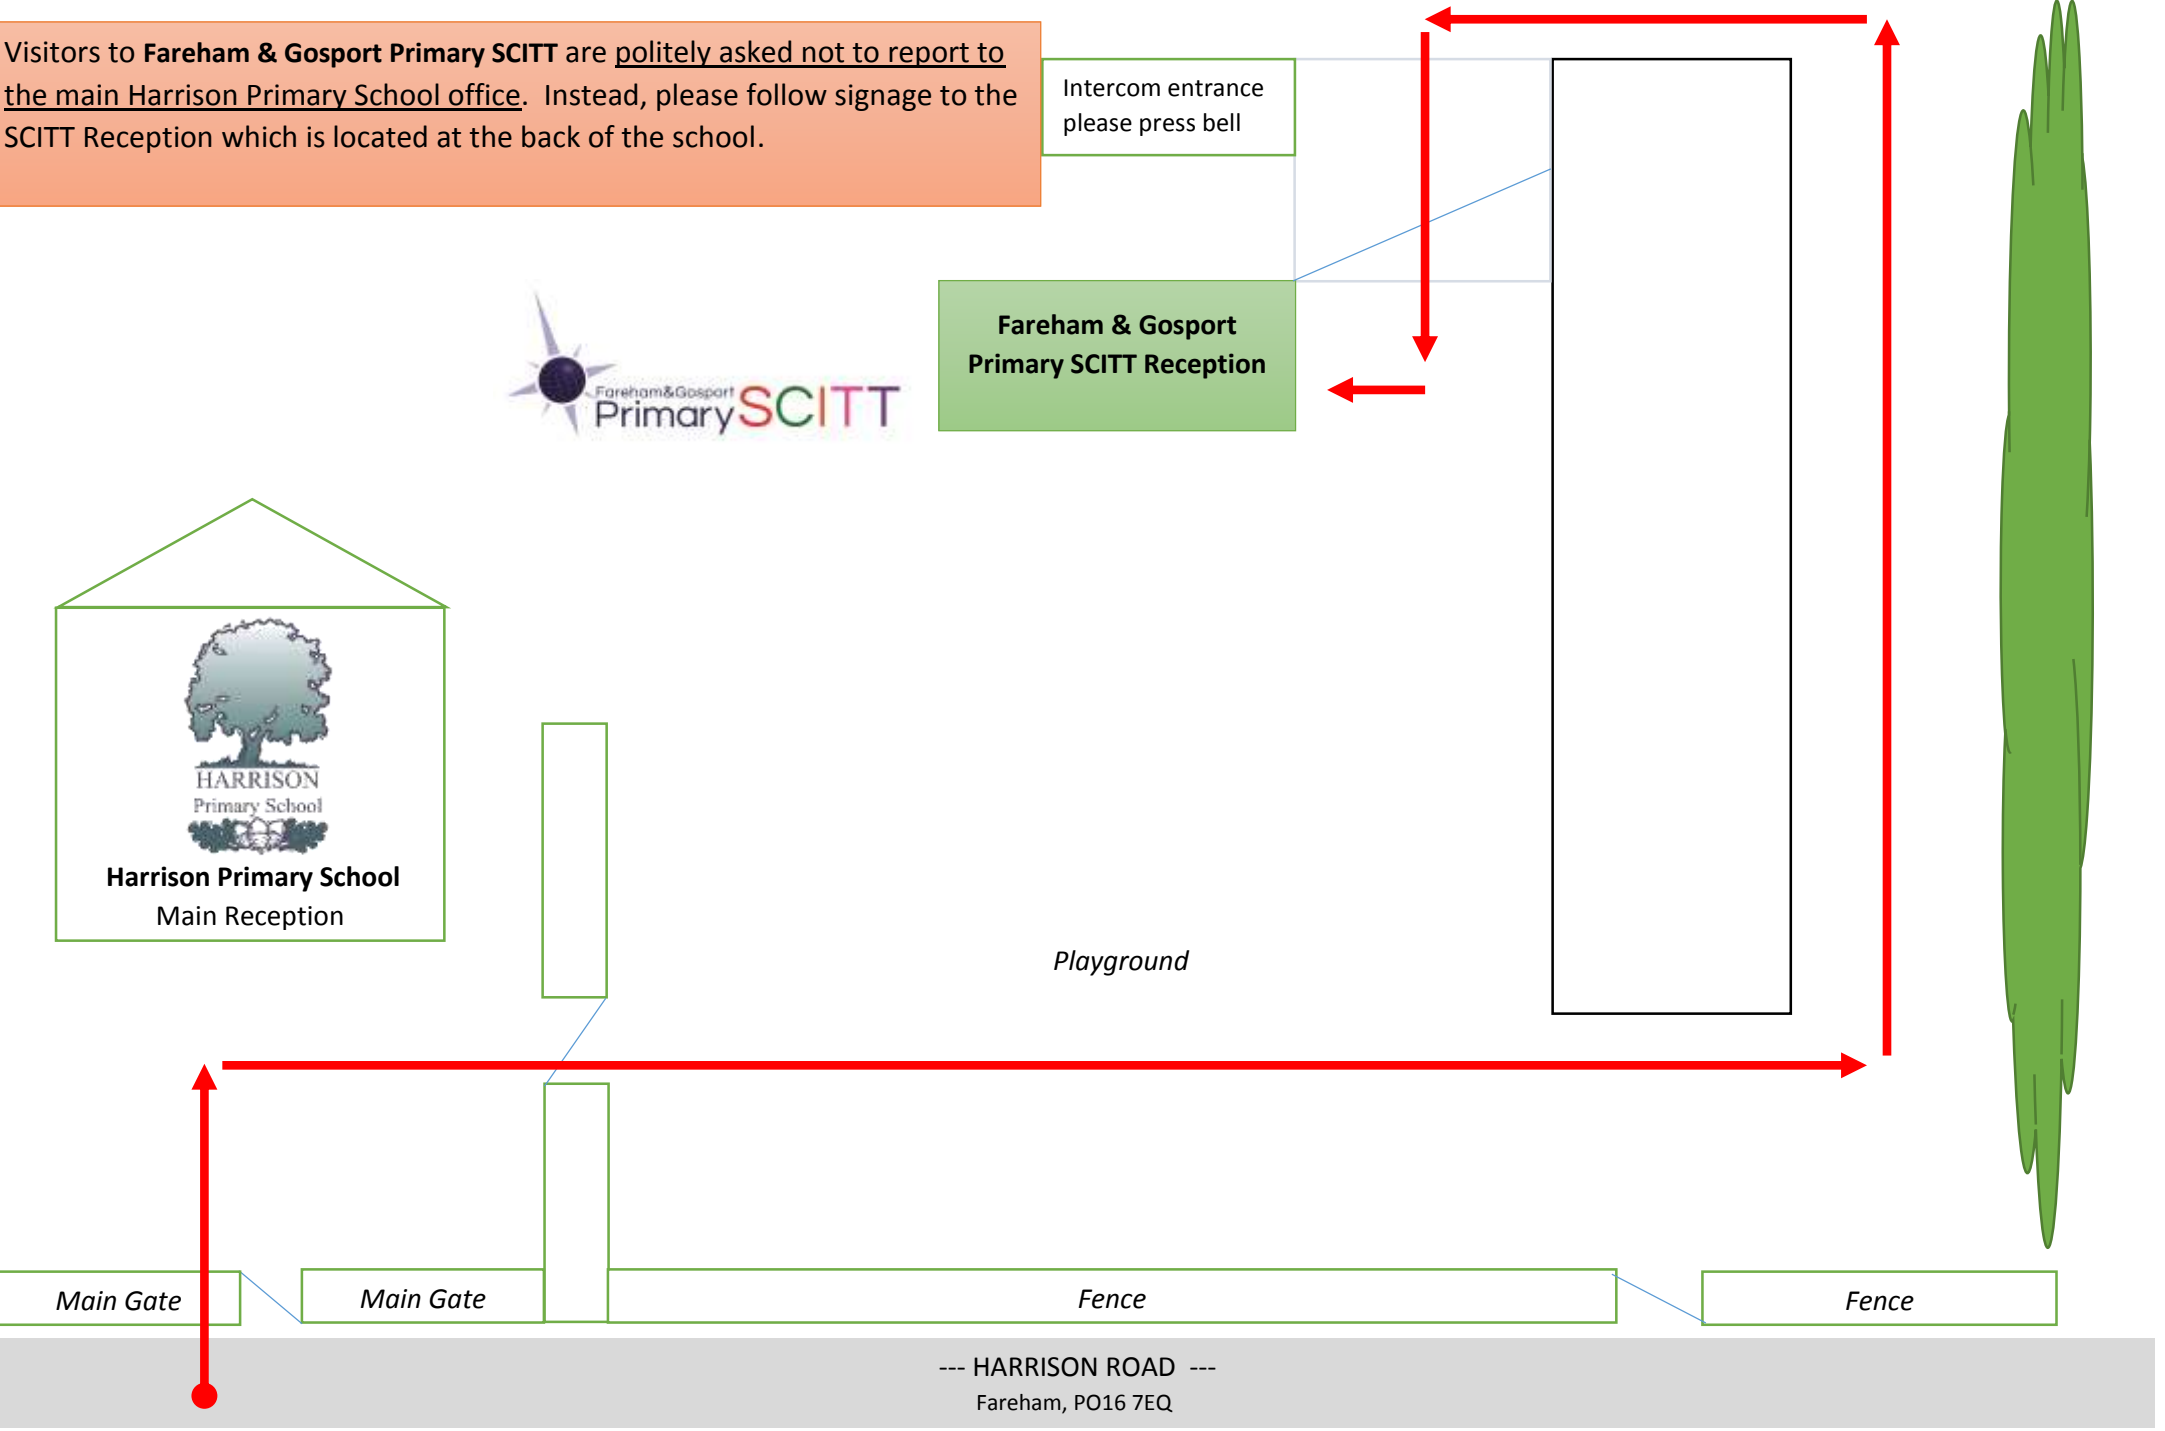 Visitors to Fareham & Gosport Primary SCITT are politely asked not to report to
the main Harrison Primary School office. Instead, please follow signage to the
SCITT Reception which is located at the back of the school.
Intercom entrance
please press bell
Fareham & Gosport
Primary SCITT Reception
Fareham&Gosport
Primary SCITT
HARRISON
Primary School
Harrison Primary School
Main Reception
Playground
Main Gate
Main Gate
Fence
Fence
--- HARRISON ROAD ---
Fareham, PO16 7EQ